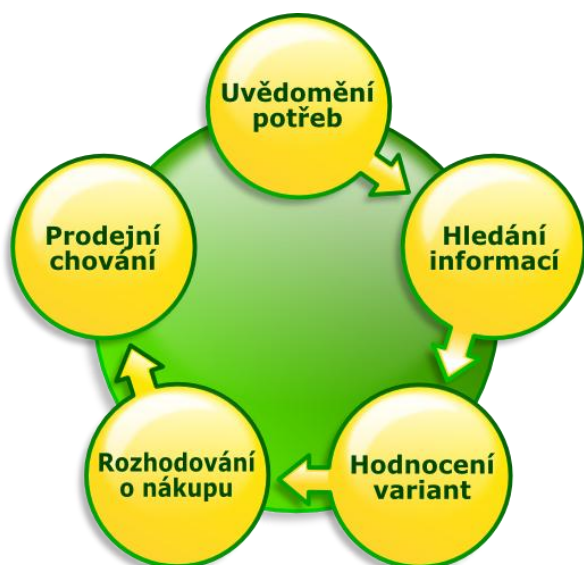 Uvědomění
potřeb
Hledání
informací
Hodnocení
variant
Rozhodování
o nákupu
Prodejní
chování